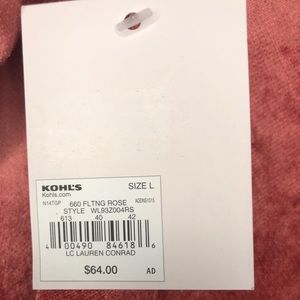 KOHL'S SIZE L
Kohls.com
N14TGP 660 FLTNG ROSE
STYLE WL93Z004RS
613 40 42
4 00490 84618 6
LC LAUREN CONRAD
$64.00 AD